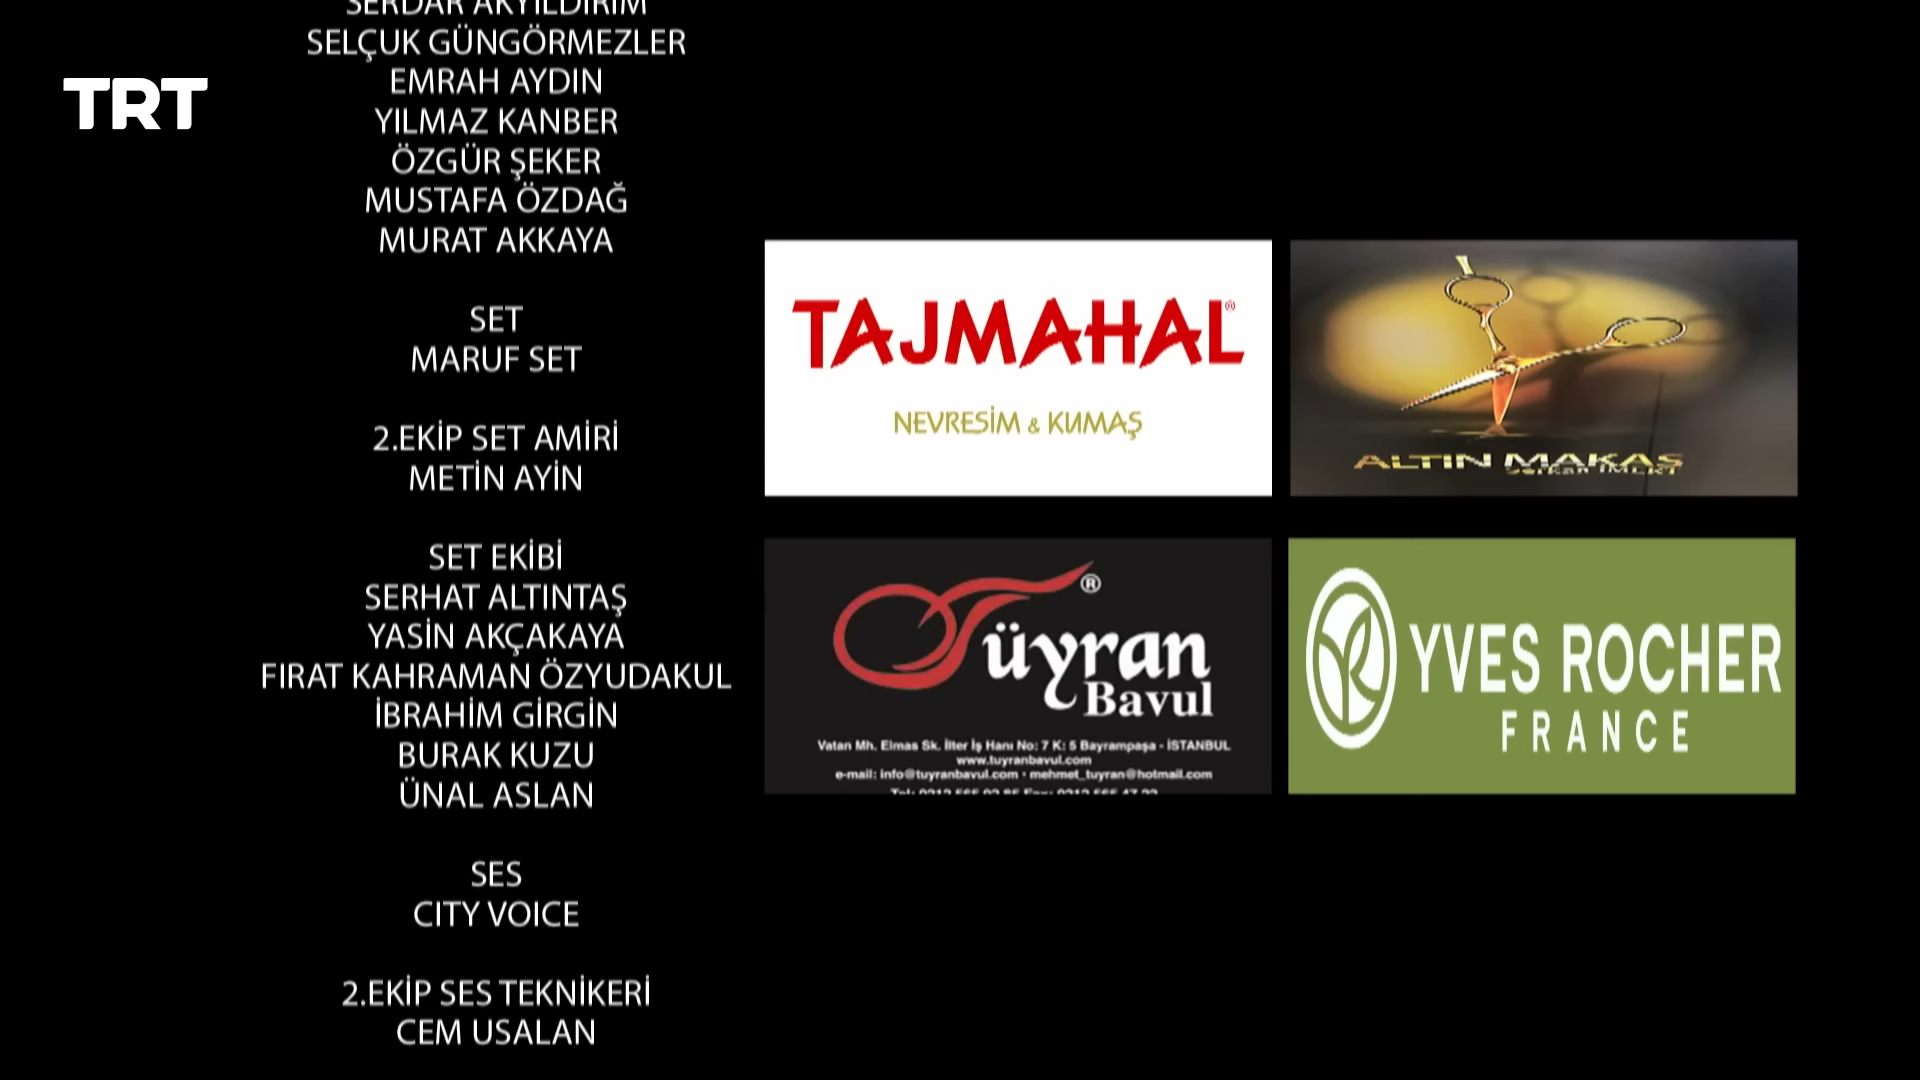 SERDAR AKYILDIRIM
SELÇUK GÜNGÖRMEZLER
EMRAH AYDIN
YILMAZ KANBER
ÖZGÜR ŞEKER
MUSTAFA ÖZDAĞ
MURAT AKKAYA
SET
MARUF SET
2.EKİP SET AMİRİ
METİN AYİN
SET EKİBİ
SERHAT ALTINTAŞ
YASİN AKÇAKAYA
FIRAT KAHRAMAN ÖZYUDAKUL
İBRAHİM GİRGİN
BURAK KUZU
ÜNAL ASLAN
SES
CITY VOICE
2.EKİP SES TEKNİKERİ
CEM USALAN
TRT
TAJMAHAL®
NEVRESİM & KUMAŞ
ALTIN MAKAS
Tüyran®
Bavul
Vatan Mh. Elmas Sk. İlter İş Hanı No: 7 K: 5 Bayrampaşa - İSTANBUL
www.tuyranbavul.com
e-mail: info@tuyranbavul.com • mehmet_tuyran@hotmail.com
YVES ROCHER
FRANCE